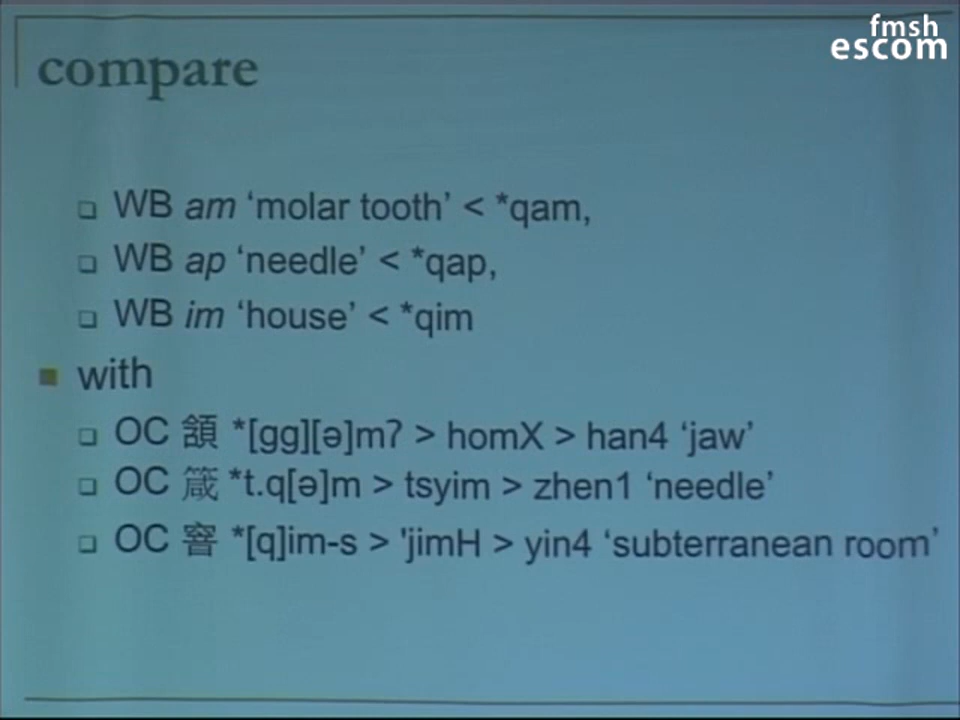 fmsh
escom
compare
WB am ‘molar tooth’ < *qam,
WB ap ‘needle’ < *qap,
WB im ‘house’ < *qim
with
OC 頷 *[gg][ə]mʔ > homX > han4 ‘jaw’
OC 箴 *t.q[ə]m > tsyim > zhen1 ‘needle’
OC 窨 *[q]im-s > 'jimH > yin4 ‘subterranean room’